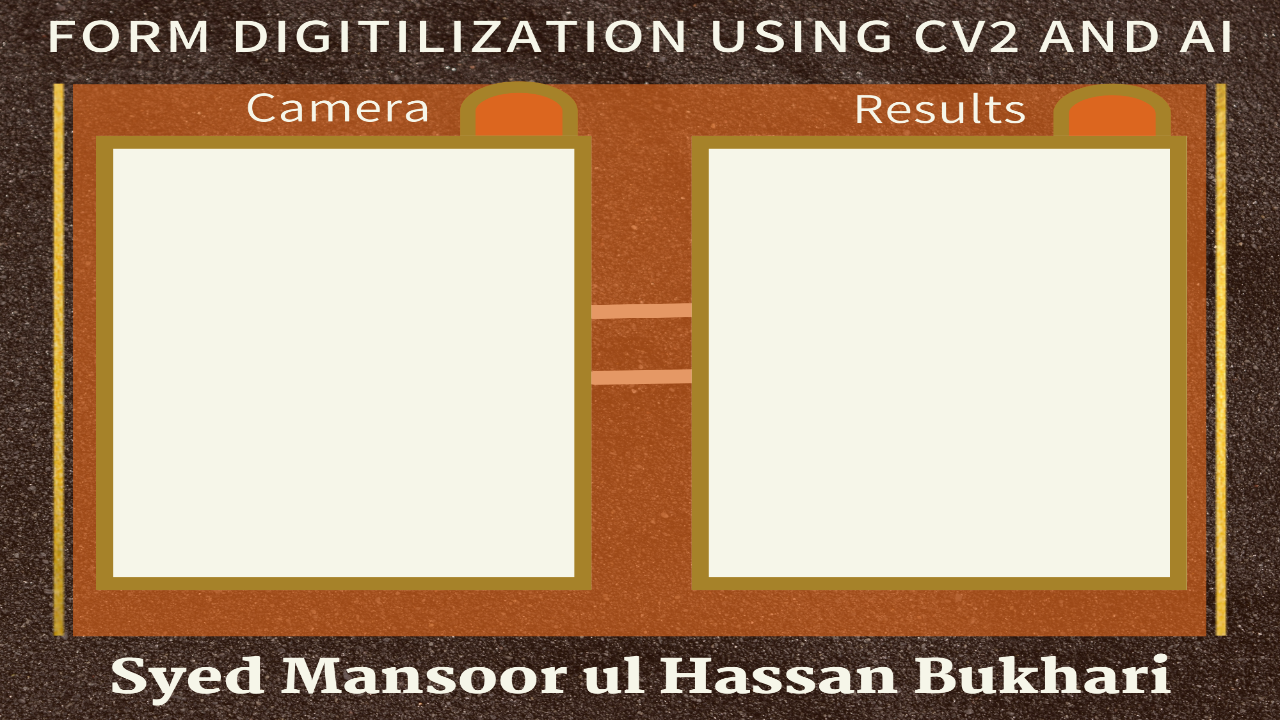 FORM DIGITILIZATION USING CV2 AND AI
Camera
Results
Syed Mansoor ul Hassan Bukhari